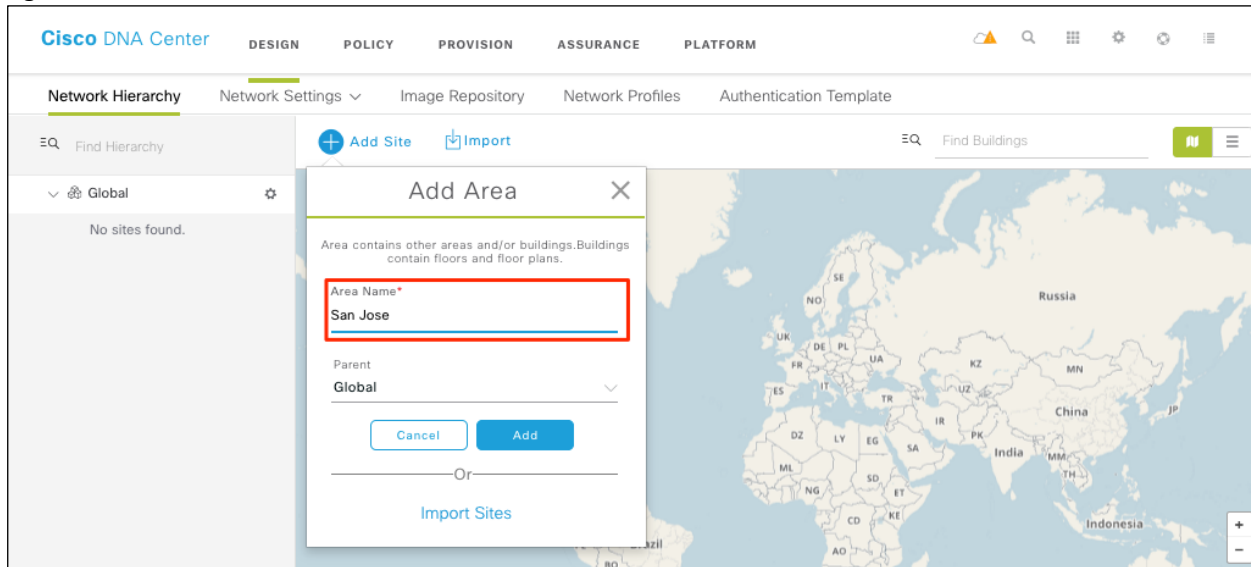 Cisco DNA Center DESIGN POLICY PROVISION ASSURANCE PLATFORM
Network Hierarchy Network Settings Image Repository Network Profiles Authentication Template
Find Hierarchy
Add Site Import Find Buildings
Global
No sites found.
Add Area
Area contains other areas and/or buildings.Buildings
contain floors and floor plans.
Area Name*
San Jose
Parent
Global
Cancel Add
Or
Import Sites
SE
NO
Russia
UK
DE PL
FR UA KZ MN
ES IT TR UZ
China JP
IR
DZ LY EG SA PK India MM
TH
ML
NG SD ET
CD KE
Indonesia
AO
BO
+
-